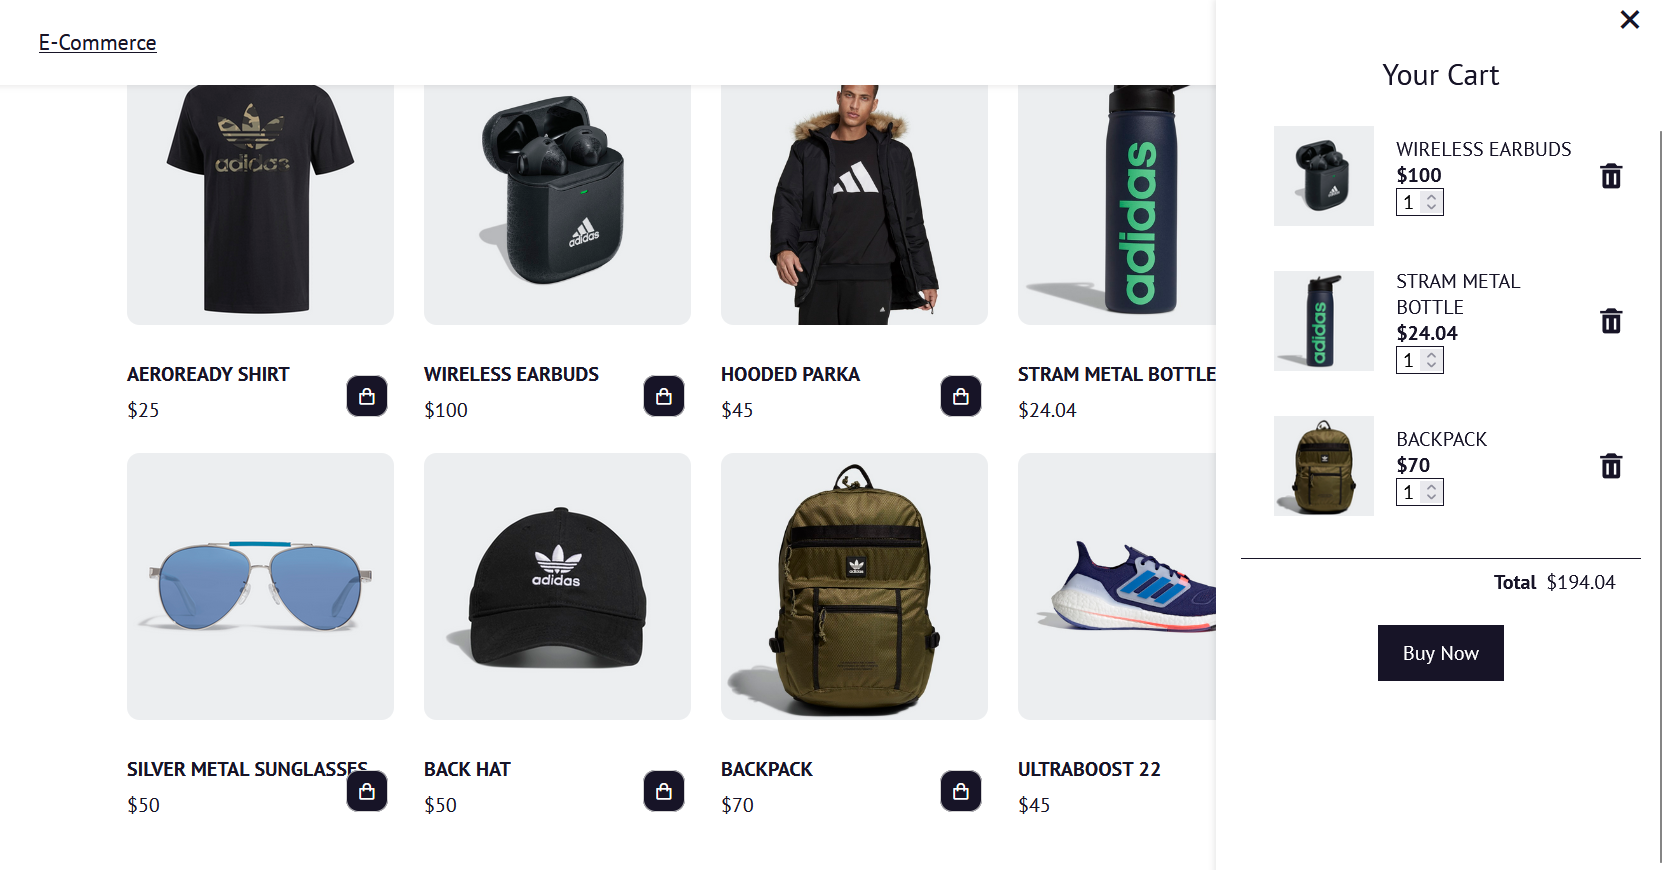 E-Commerce
adidas
adidas
adidas
AEROREADY SHIRT
$25
WIRELESS EARBUDS
$100
HOODED PARKA
$45
STRAM METAL BOTTLE
$24.04
adidas
SILVER METAL SUNGLASSES
$50
BACK HAT
$50
BACKPACK
$70
ULTRABOOST 22
$45
Your Cart
WIRELESS EARBUDS
$100
1
adidas
STRAM METAL
BOTTLE
$24.04
1
BACKPACK
$70
1
Total $194.04
Buy Now